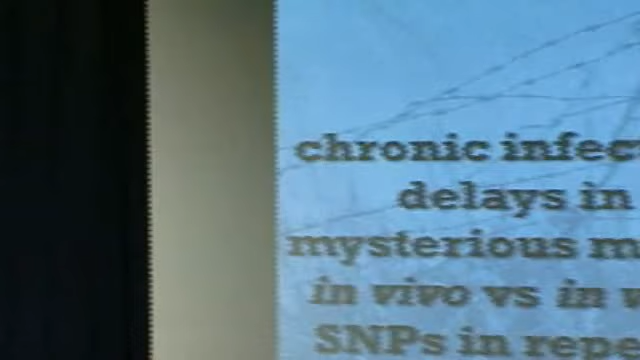 chronic infec
delays in
mysterious m
in vivo vs in v
SNPs in repe